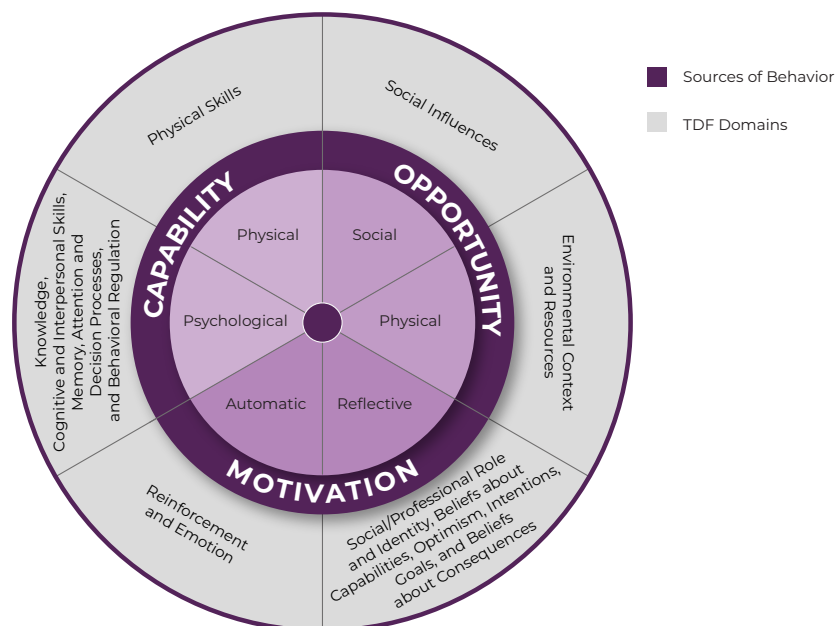 Physical Skills
Social Influences
Sources of Behavior
TDF Domains
CAPABILITY
OPPORTUNITY
MOTIVATION
Physical
Social
Psychological
Physical
Automatic
Reflective
Knowledge,
Cognitive and Interpersonal Skills,
Memory, Attention and
Decision Processes,
and Behavioral Regulation
Environmental Context
and Resources
Reinforcement
and Emotion
Social/Professional Role
and Identity, Beliefs about
Capabilities, Optimism, Intentions,
Goals, and Beliefs
about Consequences